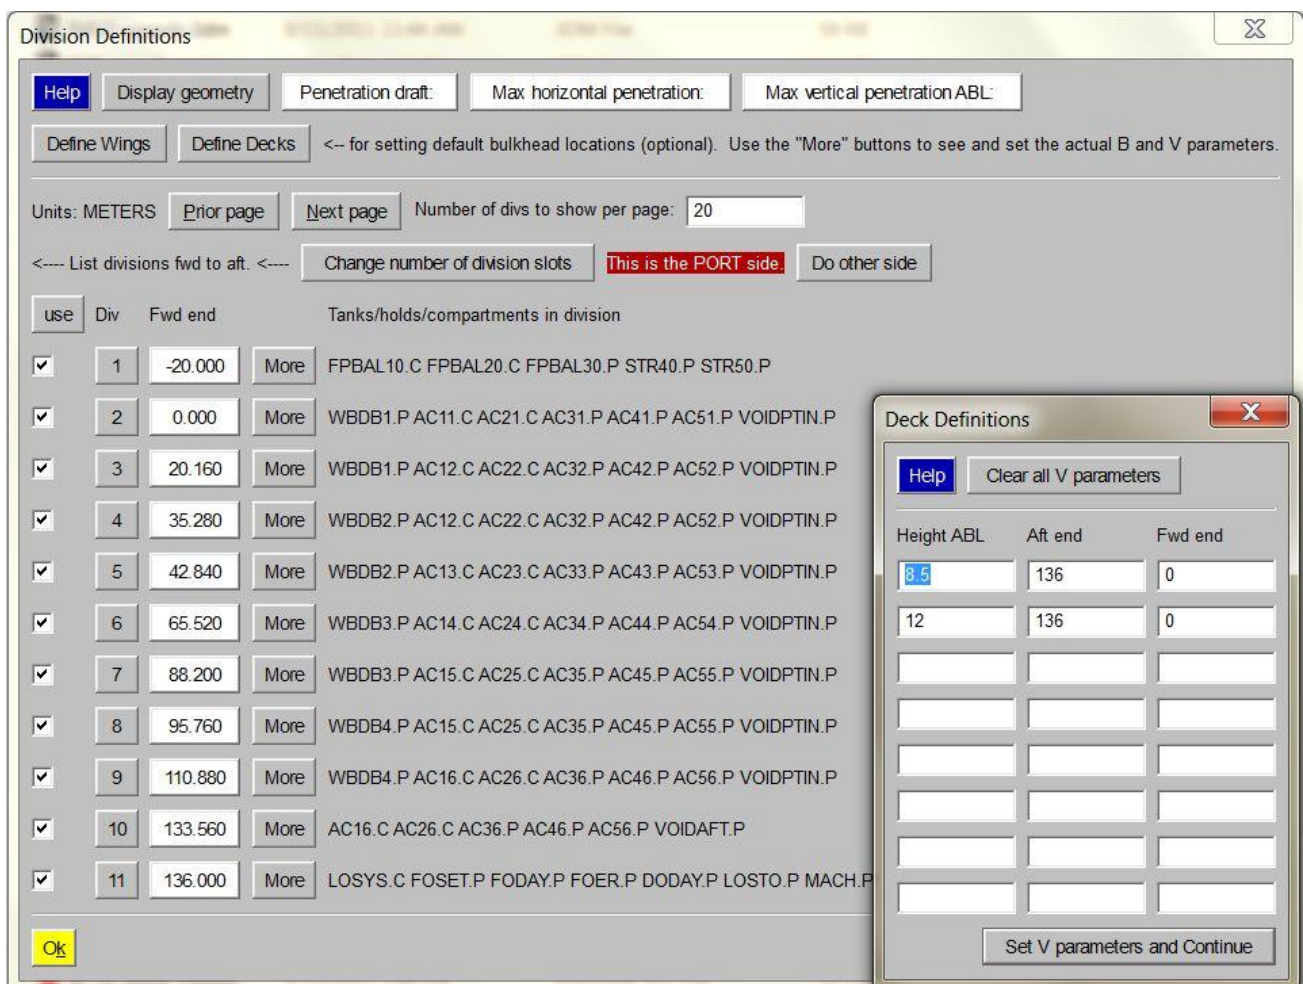 Division Definitions
Help Display geometry Penetration draft: Max horizontal penetration: Max vertical penetration ABL:
Define Wings Define Decks <-- for setting default bulkhead locations (optional). Use the "More" buttons to see and set the actual B and V parameters.
Units: METERS Prior page Next page Number of divs to show per page: 20
<---- List divisions fwd to aft. <---- Change number of division slots This is the PORT side. Do other side
use Div Fwd end Tanks/holds/compartments in division
1 -20.000 More FPBAL10.C FPBAL20.C FPBAL30.P STR40.P STR50.P
2 0.000 More WBDB1.P AC11.C AC21.C AC31.P AC41.P AC51.P VOIDPTIN.P
3 20.160 More WBDB1.P AC12.C AC22.C AC32.P AC42.P AC52.P VOIDPTIN.P
4 35.280 More WBDB2.P AC12.C AC22.C AC32.P AC42.P AC52.P VOIDPTIN.P
5 42.840 More WBDB2.P AC13.C AC23.C AC33.P AC43.P AC53.P VOIDPTIN.P
6 65.520 More WBDB3.P AC14.C AC24.C AC34.P AC44.P AC54.P VOIDPTIN.P
7 88.200 More WBDB3.P AC15.C AC25.C AC35.P AC45.P AC55.P VOIDPTIN.P
8 95.760 More WBDB4.P AC15.C AC25.C AC35.P AC45.P AC55.P VOIDPTIN.P
9 110.880 More WBDB4.P AC16.C AC26.C AC36.P AC46.P AC56.P VOIDPTIN.P
10 133.560 More AC16.C AC26.C AC36.P AC46.P AC56.P VOIDAFT.P
11 136.000 More LOSYS.C FOSET.P FODAY.P FOER.P DODAY.P LOSTO.P MACH.P
Ok
Deck Definitions
Help Clear all V parameters
Height ABL Aft end Fwd end
8.5 136 0
12 136 0
Set V parameters and Continue